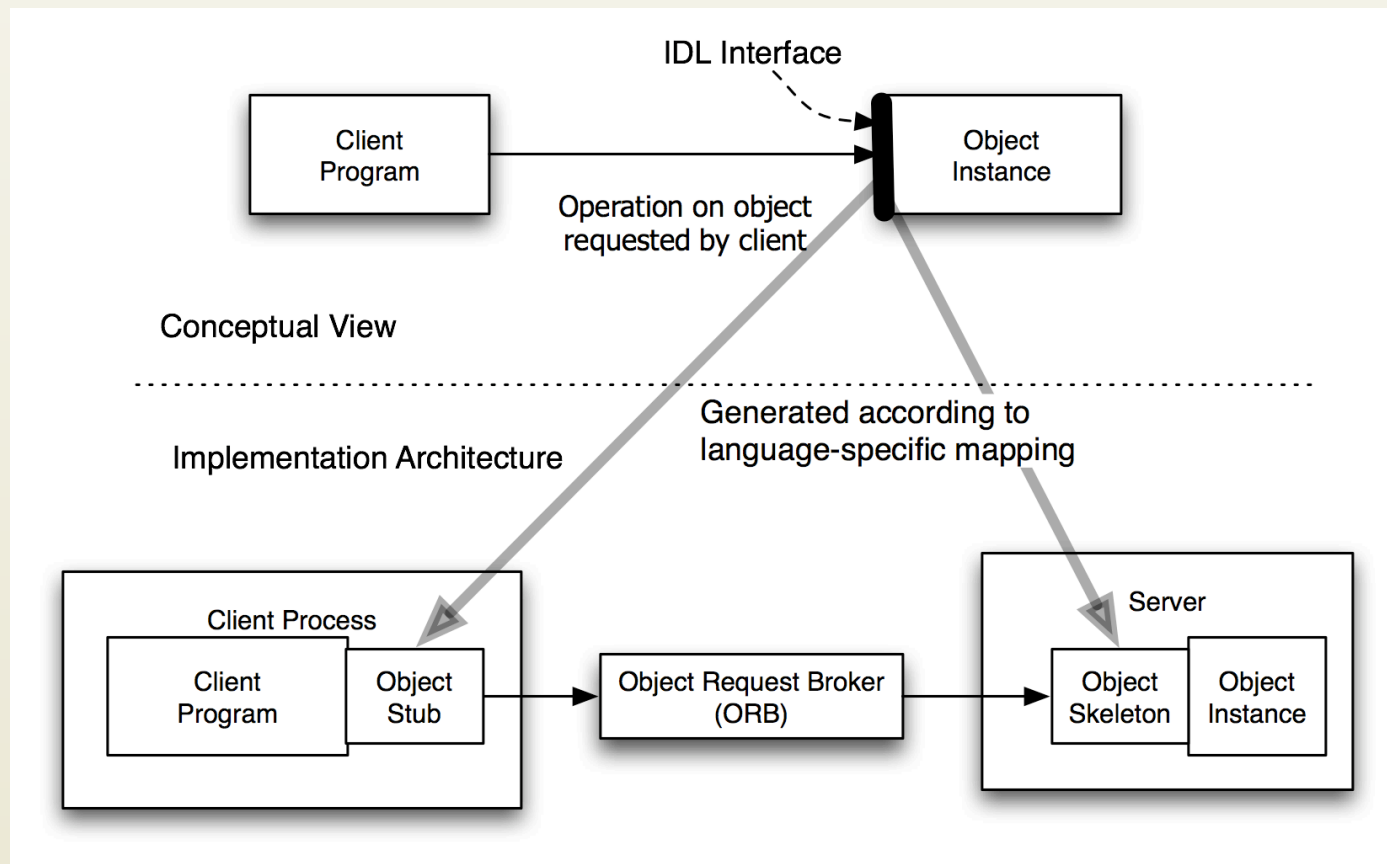 IDL Interface
Client
Program
Object
Instance
Operation on object
requested by client
Conceptual View
Generated according to
language-specific mapping
Implementation Architecture
Client Process
Client
Program
Object
Stub
Object Request Broker
(ORB)
Server
Object
Skeleton
Object
Instance